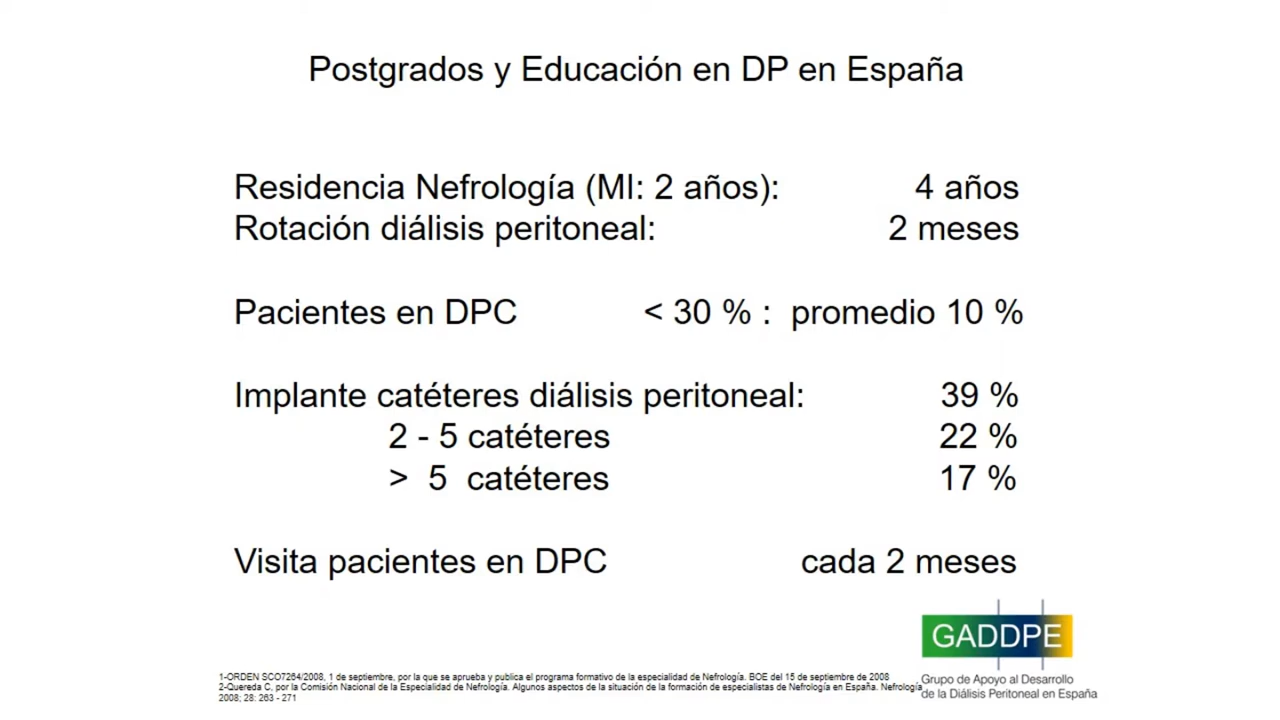 Postgrados y Educación en DP en España
Residencia Nefrología (MI: 2 años): 4 años
Rotación diálisis peritoneal: 2 meses
Pacientes en DPC < 30 % : promedio 10 %
Implante catéteres diálisis peritoneal: 39 %
2 - 5 catéteres 22 %
> 5 catéteres 17 %
Visita pacientes en DPC cada 2 meses
GADDPE
Grupo de Apoyo al Desarrollo
de la Diálisis Peritoneal en España
1-ORDEN SCO7264/2008, 1 de septiembre, por la que se aprueba y publica el programa formativo de la especialidad de Nefrología. BOE del 15 de septiembre de 2008
2-Quereda C, por la Comisión Nacional de la Especialidad de Nefrología. Algunos aspectos de la situación de la formación de especialistas de Nefrología en España. Nefrología
2008; 28: 263 - 271